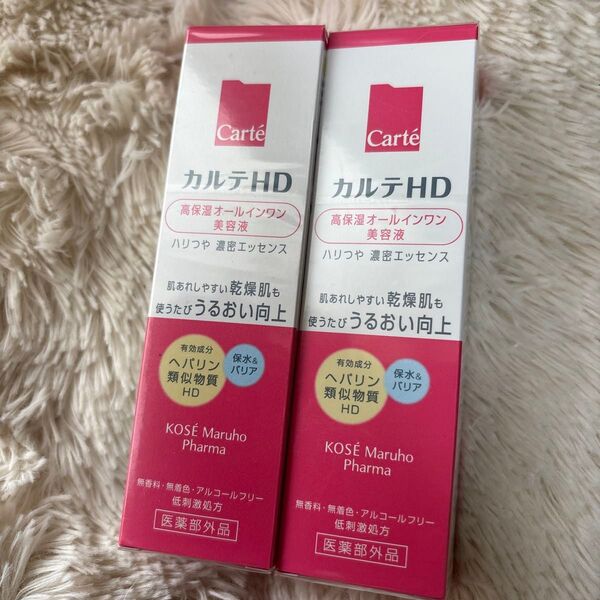 Carté
カルテHD
高保湿オールインワン
美容液
ハリつや 濃密エッセンス
肌あれしやすい乾燥肌も
使うたびうるおい向上
有効成分
ヘパリン
類似物質
HD
保水&
バリア
KOSÉ Maruho
Pharma
無香料・無着色・アルコールフリー
低刺激処方
医薬部外品
Carté
カルテHD
高保湿オールインワン
美容液
ハリつや 濃密エッセンス
肌あれしやすい乾燥肌も
使うたびうるおい向上
有効成分
ヘパリン
類似物質
HD
保水&
バリア
KOSÉ Maruho
Pharma
無香料・無着色・アルコールフリー
低刺激処方
医薬部外品